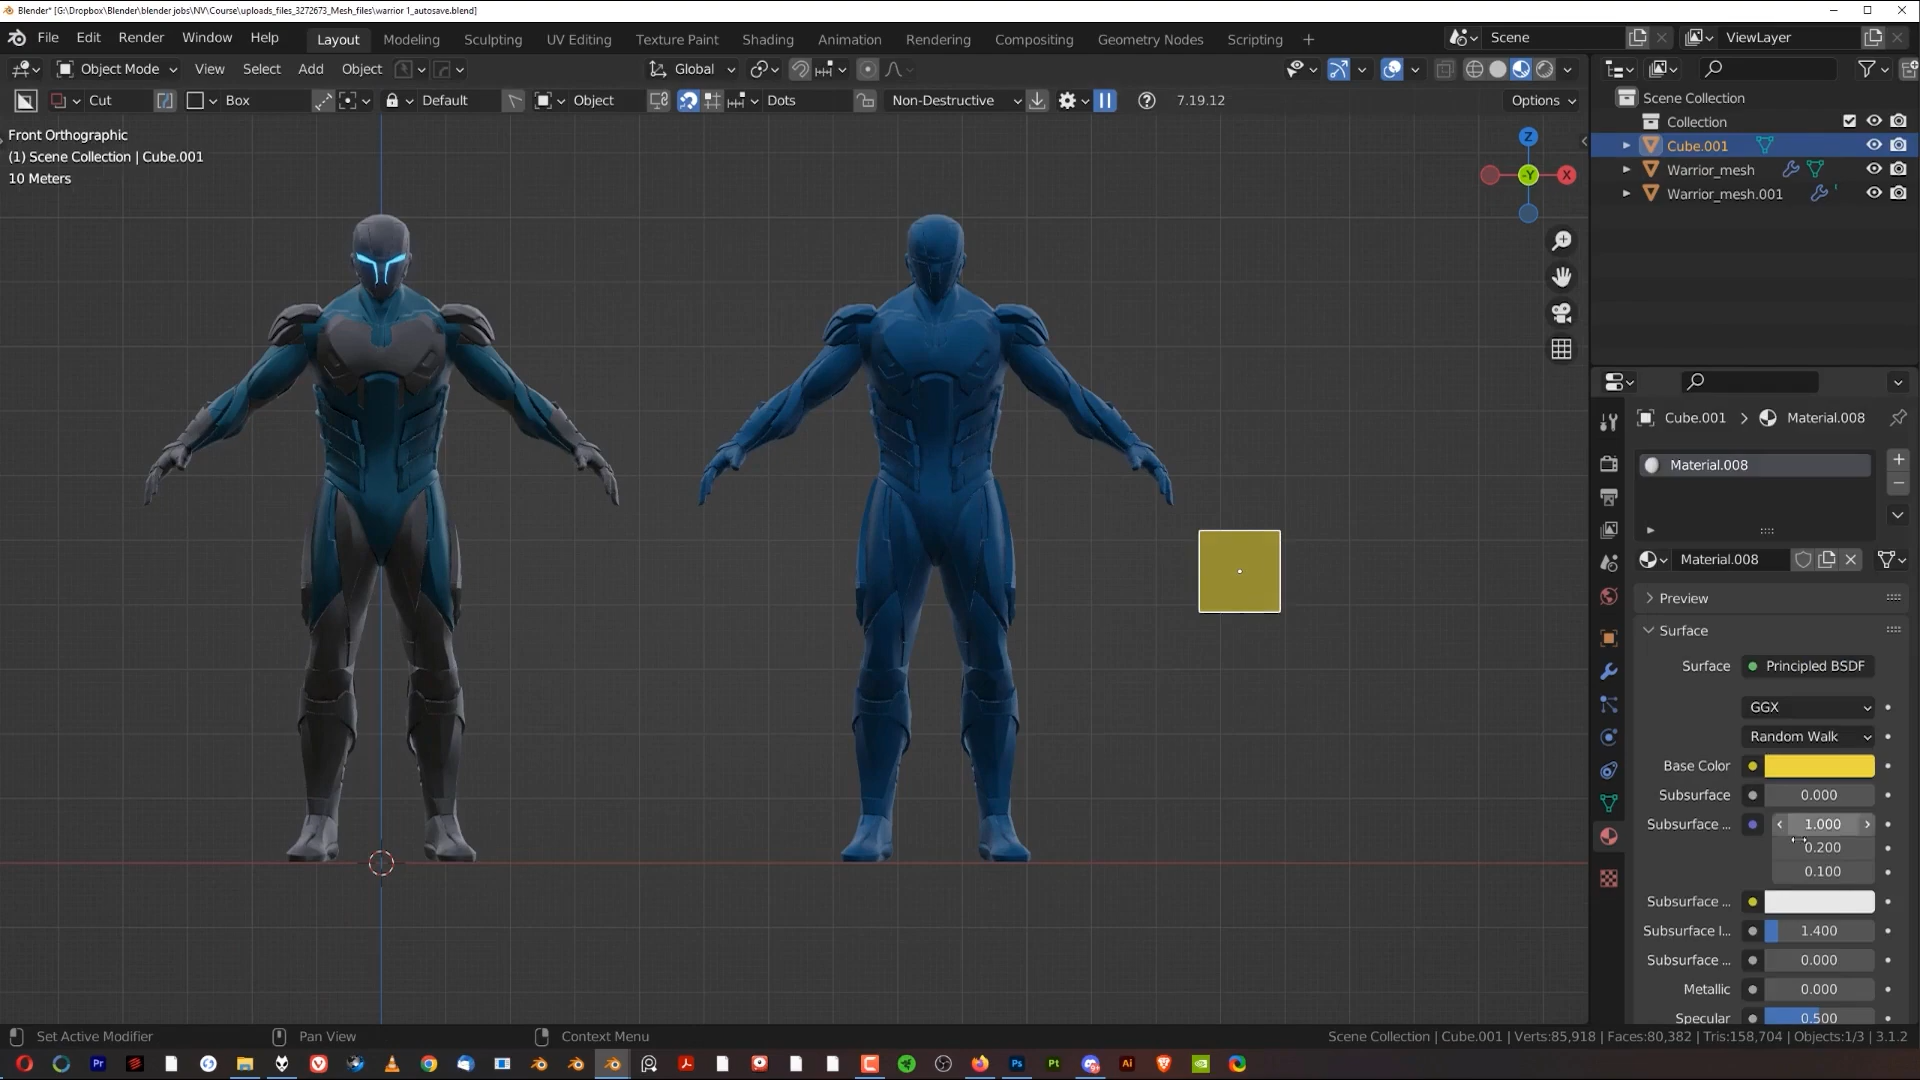 Blender* [G:\Dropbox\Blender\blender jobs\NV\Course\uploads_files_3272673_Mesh_files\warrior 1_autosave.blend]
File Edit Render Window Help Layout Modeling Sculpting UV Editing Texture Paint Shading Animation Rendering Compositing Geometry Nodes Scripting + Scene ViewLayer
Object Mode View Select Add Object Global
Cut Box Default Object Dots Non-Destructive 7.19.12 Options
Front Orthographic
(1) Scene Collection | Cube.001
10 Meters
Z
-Y
X
Scene Collection
Collection
Cube.001
Warrior_mesh
Warrior_mesh.001
Cube.001 > Material.008
Material.008
Material.008
Preview
Surface
Surface Principled BSDF
GGX
Random Walk
Base Color
Subsurface 0.000
Subsurface ... 1.000
0.200
0.100
Subsurface ...
Subsurface I... 1.400
Subsurface ... 0.000
Metallic 0.000
Specular 0.500
Set Active Modifier Pan View Context Menu Scene Collection | Cube.001 | Verts:85,918 | Faces:80,382 | Tris:158,704 | Objects:1/3 | 3.1.2
Pr Ps Pt Ai